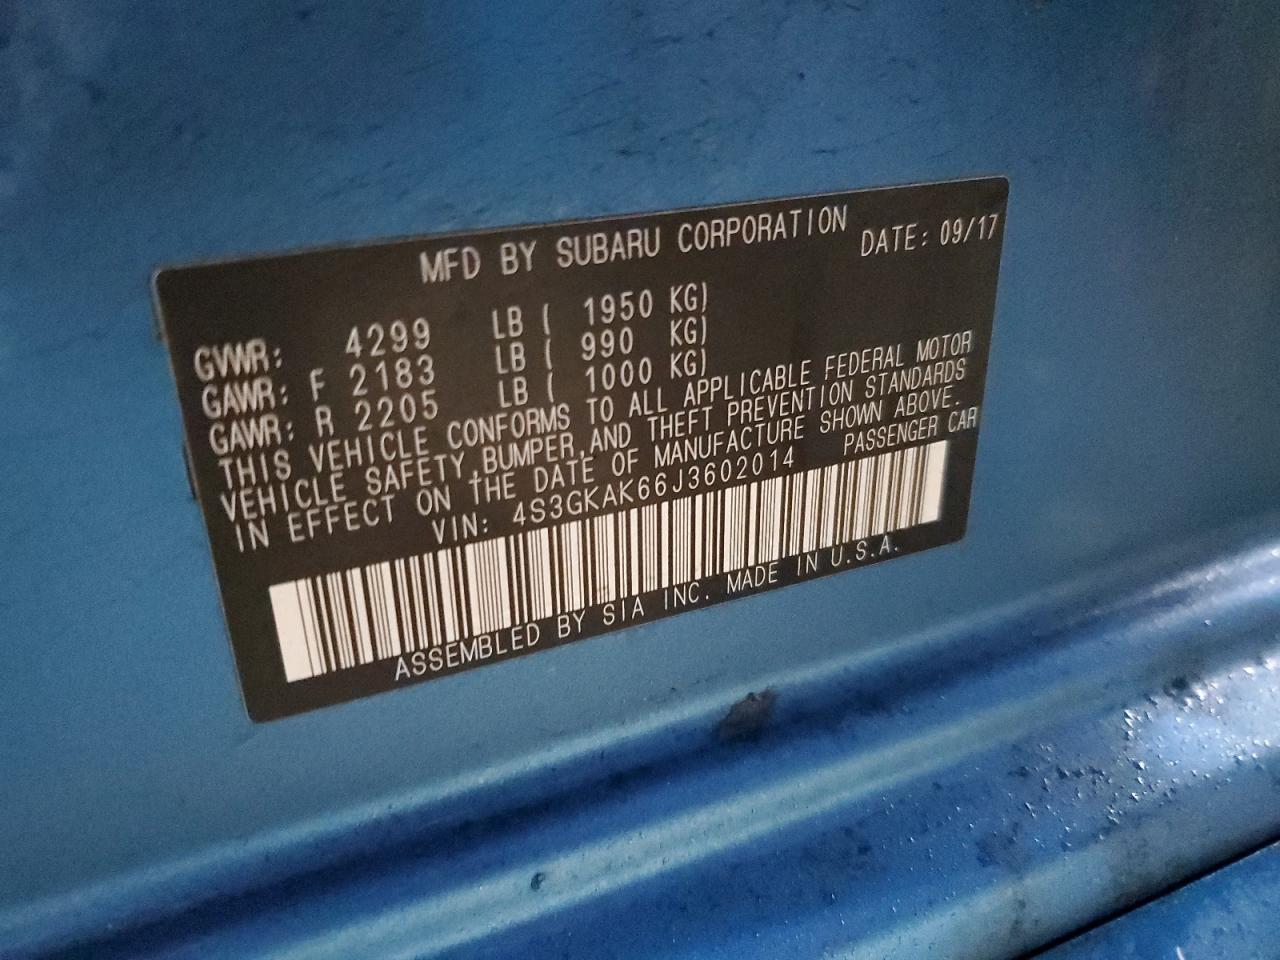 MFD BY SUBARU CORPORATION DATE: 09/17
GVWR: 4299 LB ( 1950 KG)
GAWR: F 2183 LB ( 990 KG)
GAWR: R 2205 LB ( 1000 KG)
THIS VEHICLE CONFORMS TO ALL APPLICABLE FEDERAL MOTOR
VEHICLE SAFETY,BUMPER,AND THEFT PREVENTION STANDARDS
IN EFFECT ON THE DATE OF MANUFACTURE SHOWN ABOVE.
VIN: 4S3GKAK66J3602014 PASSENGER CAR
ASSEMBLED BY SIA INC. MADE IN U.S.A.